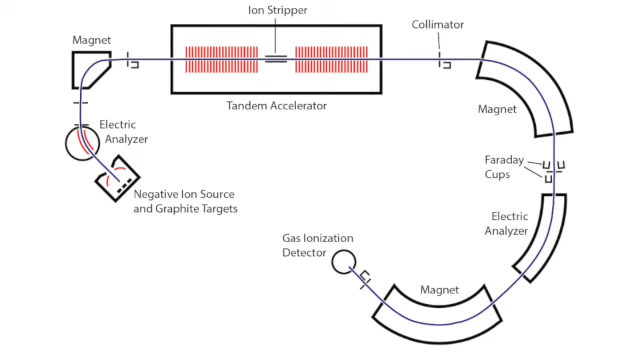 Ion Stripper
Collimator
Magnet
Tandem Accelerator
Magnet
Electric
Analyzer
Faraday
Cups
Negative Ion Source
and Graphite Targets
Electric
Analyzer
Gas Ionization
Detector
Magnet